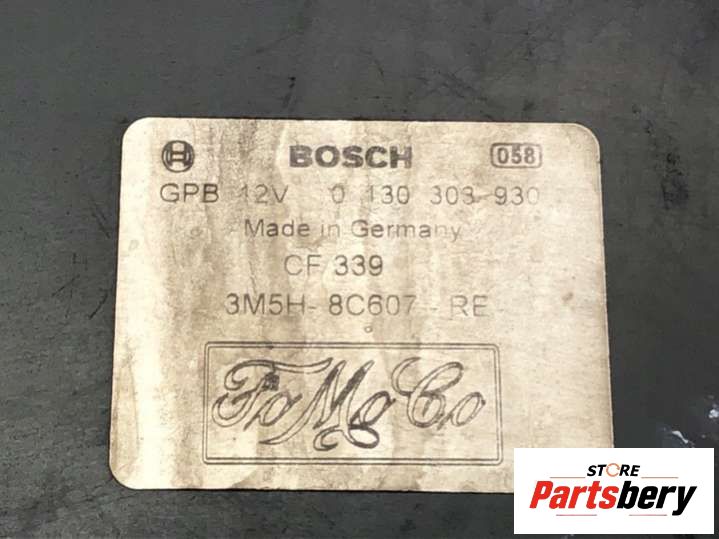 BOSCH 058
GPB 12V 0 130 303 930
Made in Germany
CF 339
3M5H- 8C607 - RE
FoMoCo
STORE
Partsbery